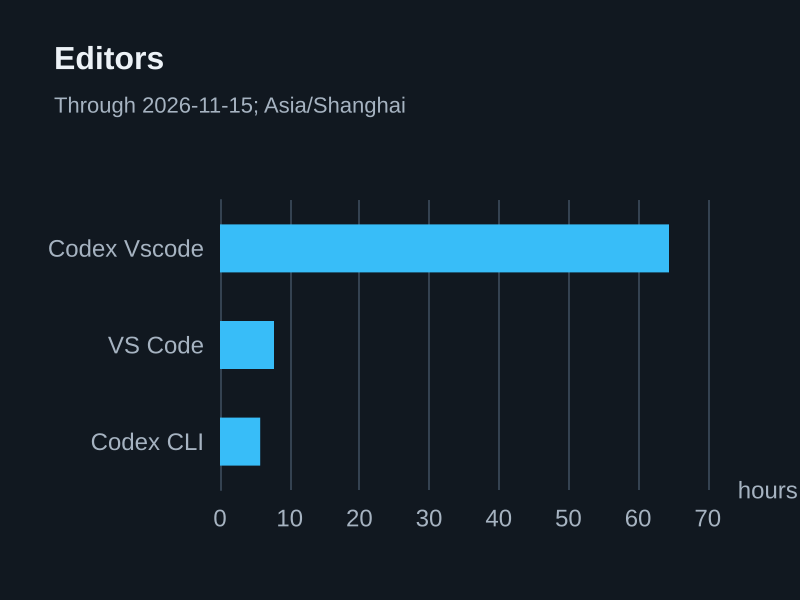 Editors
Through 2026-11-15; Asia/Shanghai
Codex Vscode
VS Code
Codex CLI
hours
0 10 20 30 40 50 60 70